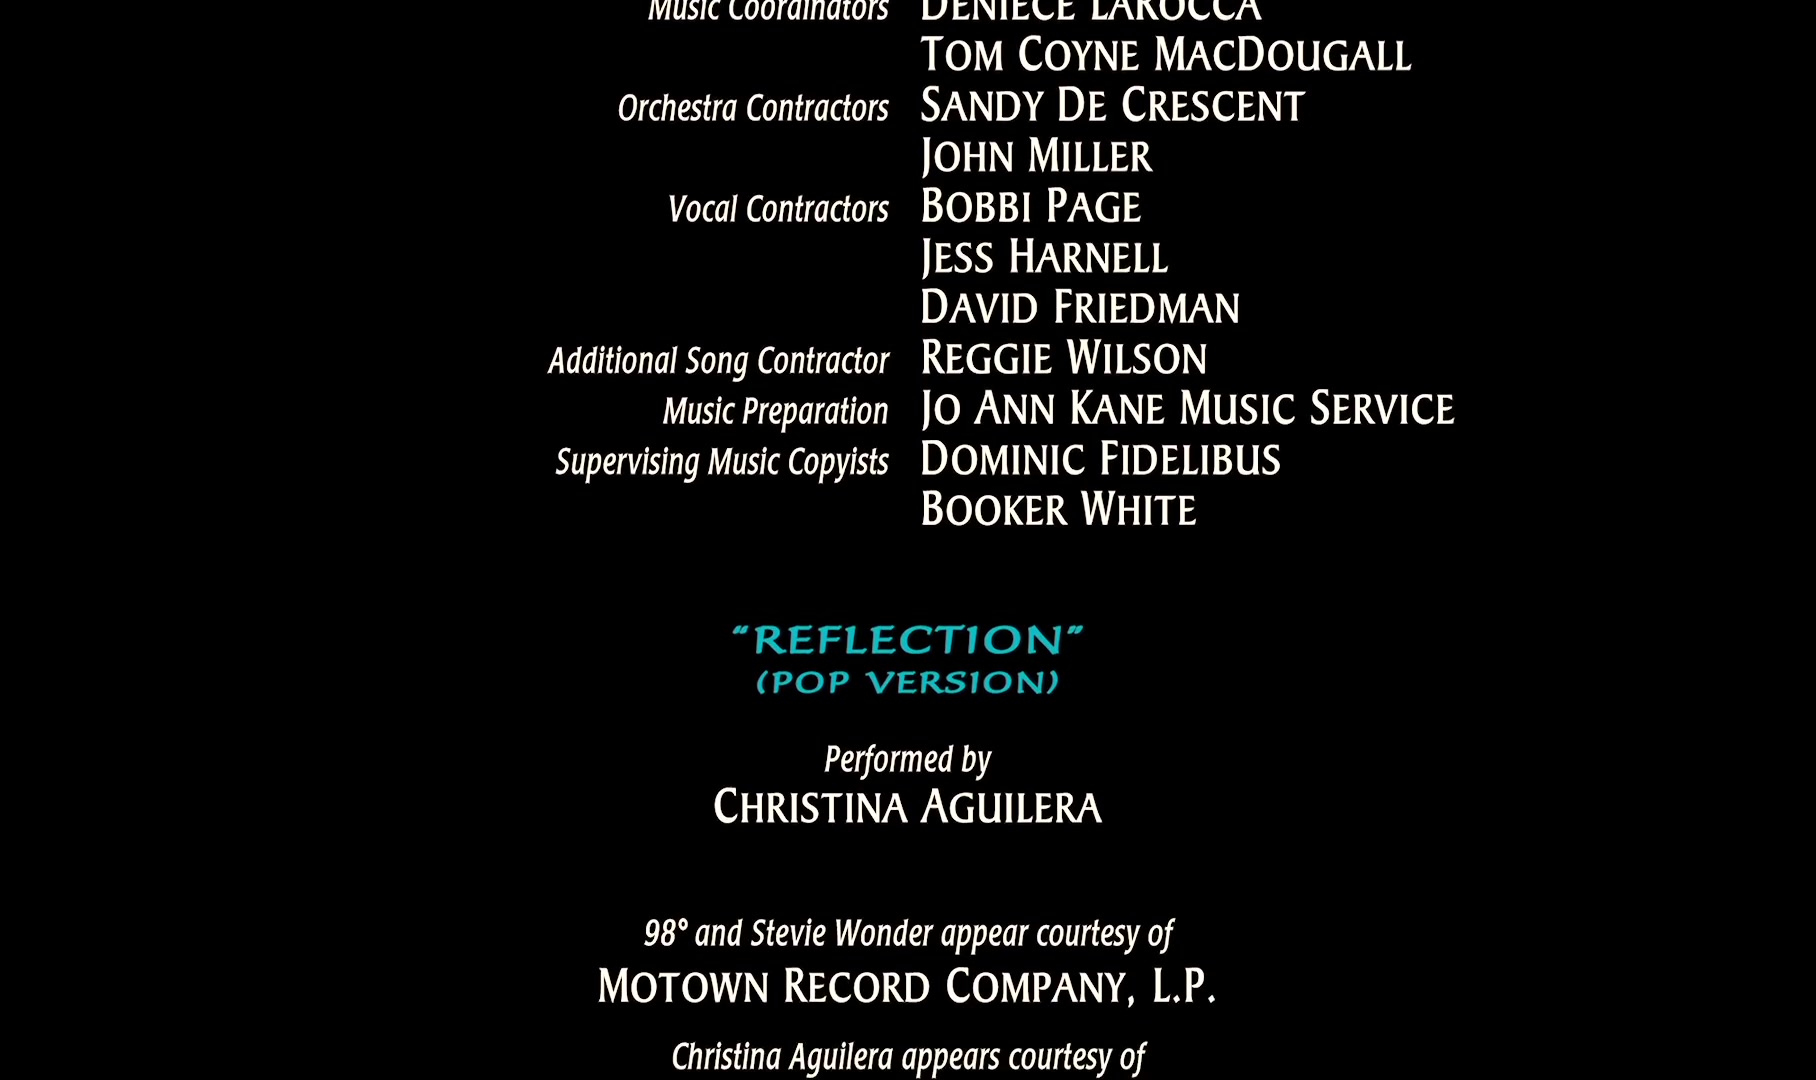 Music Coordinators DENIECE LAROCCA
TOM COYNE MACDOUGALL
Orchestra Contractors SANDY DE CRESCENT
JOHN MILLER
Vocal Contractors BOBBI PAGE
JESS HARNELL
DAVID FRIEDMAN
Additional Song Contractor REGGIE WILSON
Music Preparation JO ANN KANE MUSIC SERVICE
Supervising Music Copyists DOMINIC FIDELIBUS
BOOKER WHITE
“REFLECTION”
(POP VERSION)
Performed by
CHRISTINA AGUILERA
98° and Stevie Wonder appear courtesy of
MOTOWN RECORD COMPANY, L.P.
Christina Aguilera appears courtesy of